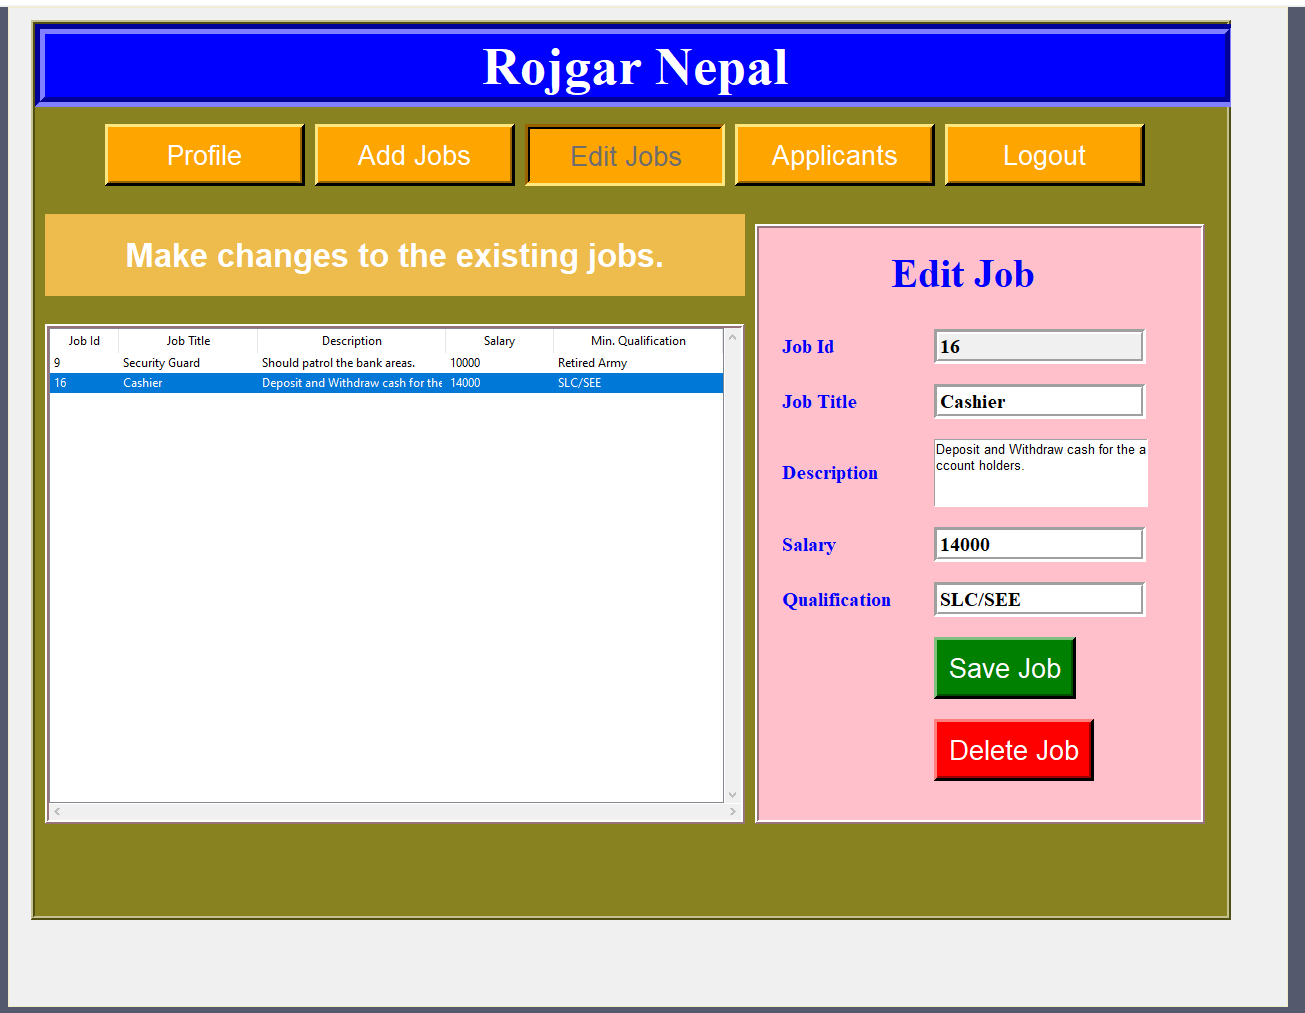 Rojgar Nepal
Profile Add Jobs Edit Jobs Applicants Logout
Make changes to the existing jobs.
Job Id Job Title Description Salary Min. Qualification
9 Security Guard Should patrol the bank areas. 10000 Retired Army
16 Cashier Deposit and Withdraw cash for the 14000 SLC/SEE
Edit Job
Job Id 16
Job Title Cashier
Description
Deposit and Withdraw cash for the a
ccount holders.
Salary 14000
Qualification SLC/SEE
Save Job
Delete Job